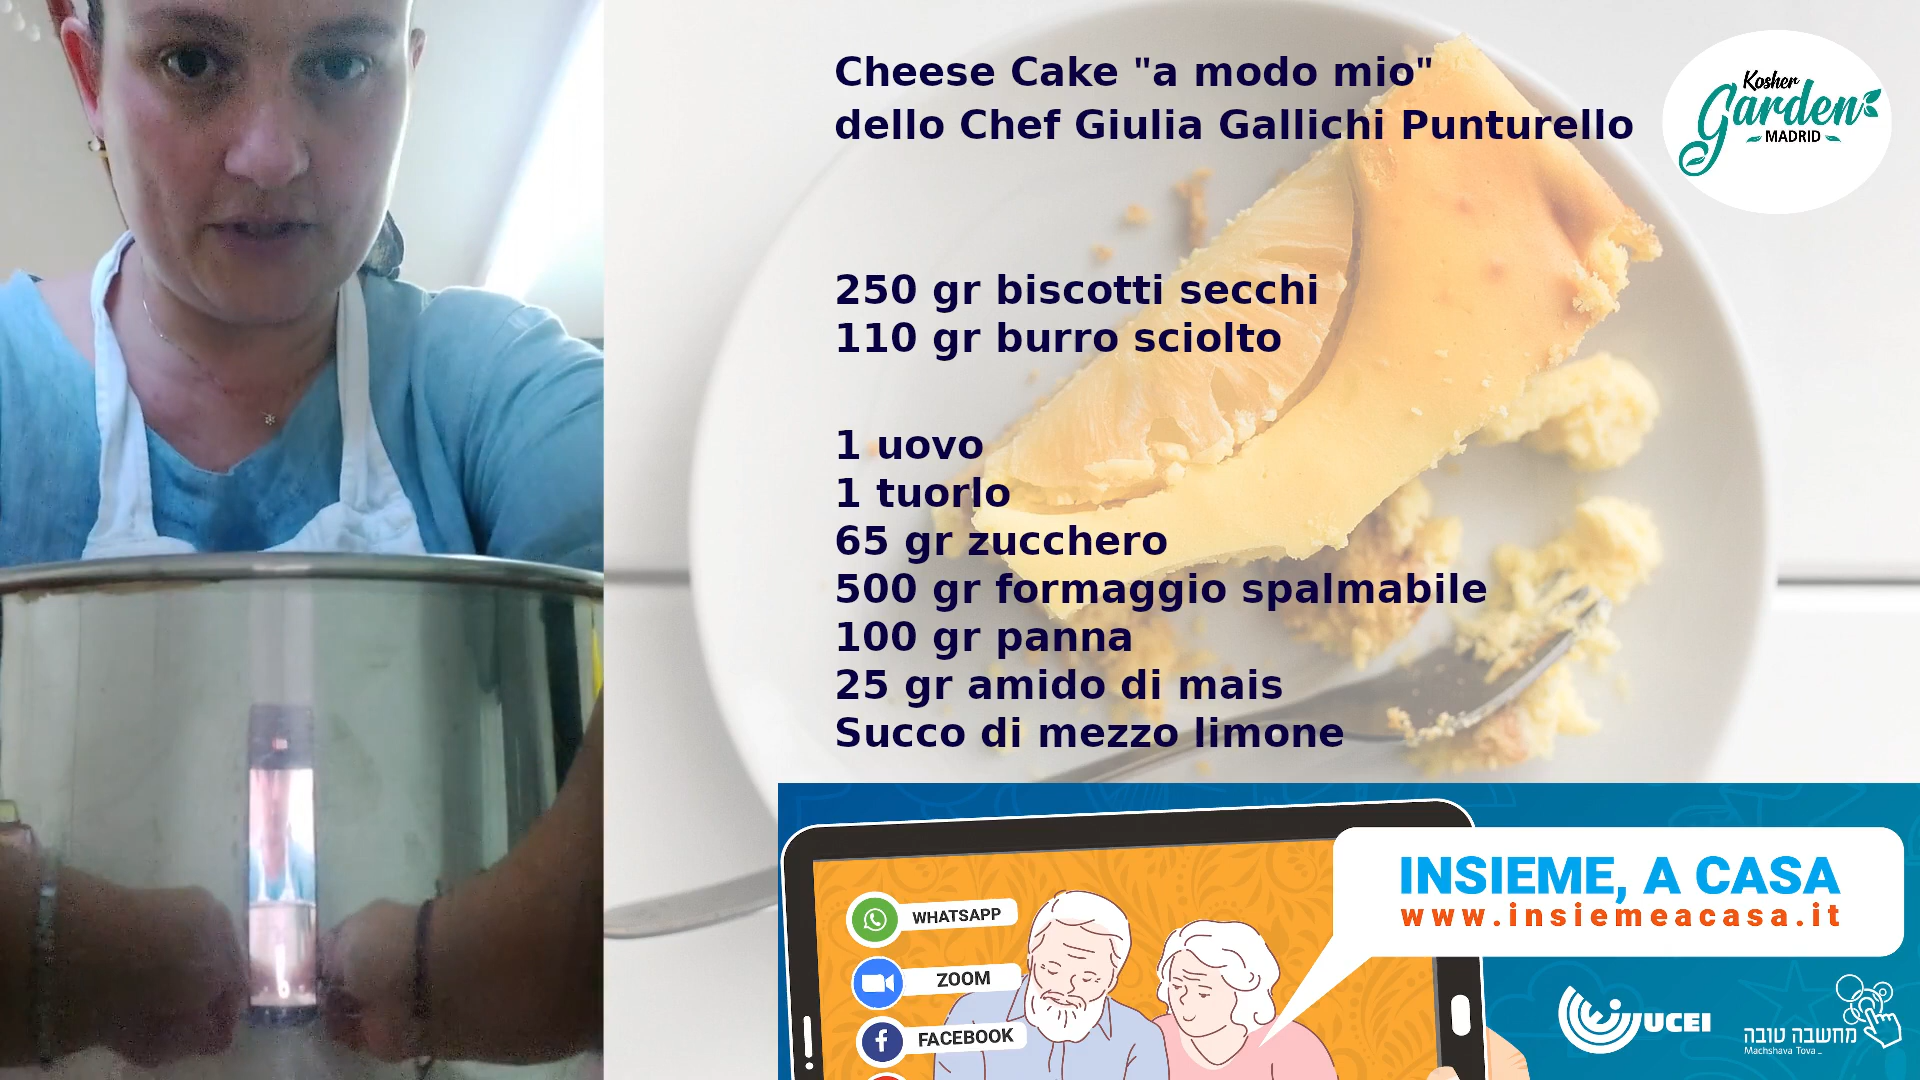 Cheese Cake "a modo mio"
dello Chef Giulia Gallichi Punturello
Kosher
Garden
MADRID
250 gr biscotti secchi
110 gr burro sciolto
1 uovo
1 tuorlo
65 gr zucchero
500 gr formaggio spalmabile
100 gr panna
25 gr amido di mais
Succo di mezzo limone
INSIEME, A CASA
www.insiemeacasa.it
WHATSAPP
ZOOM
FACEBOOK
UCEI
מחשבה טובה
Machshava Tova